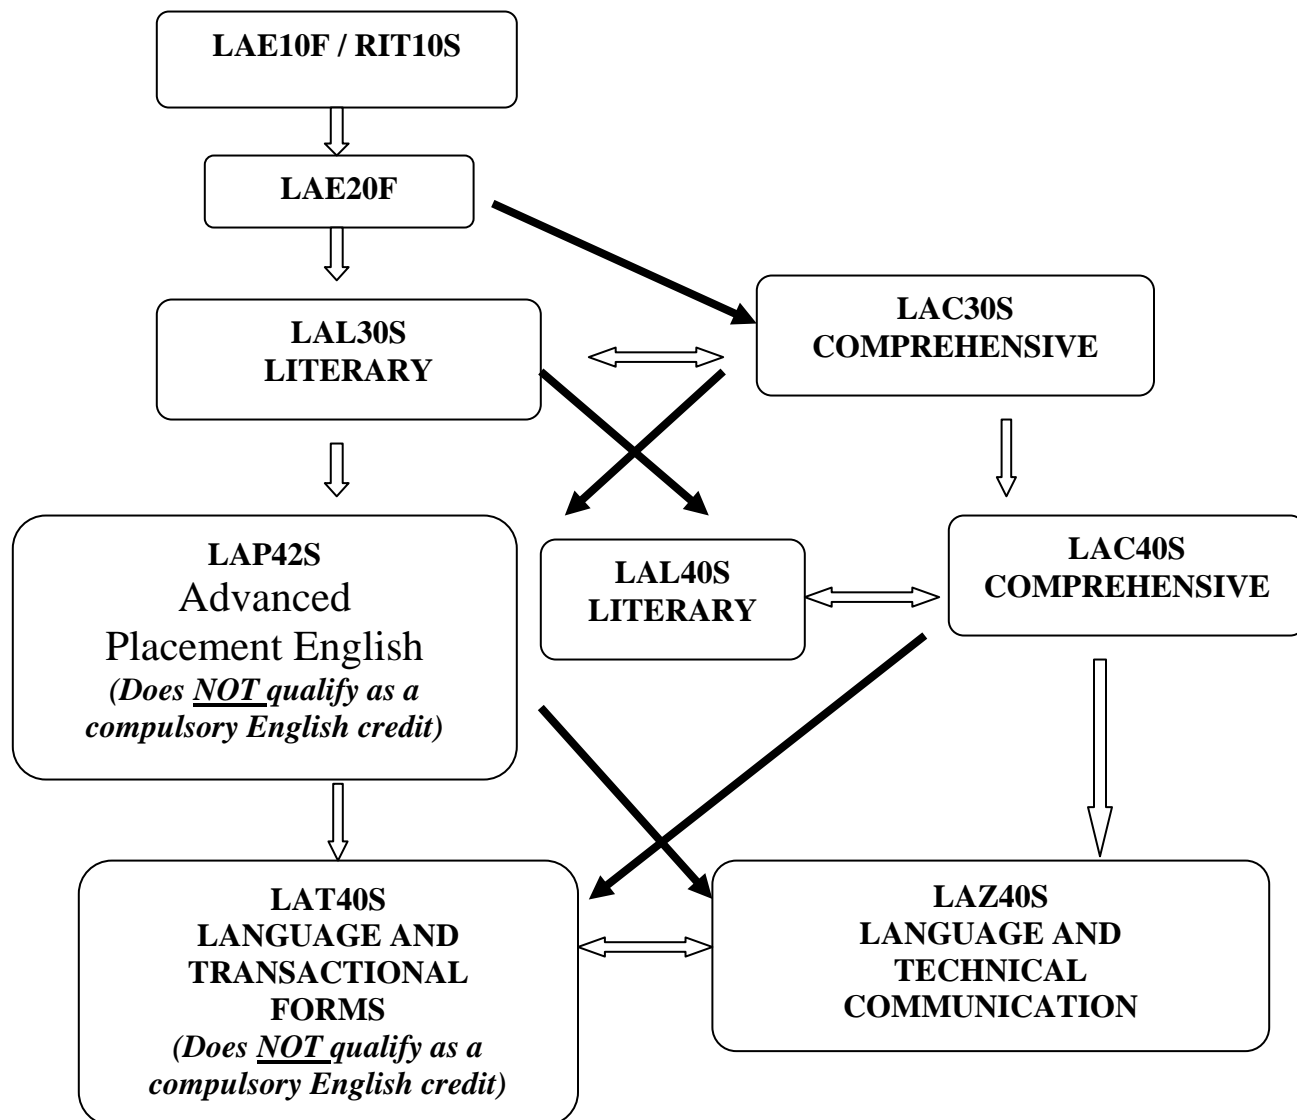 LAE10F / RIT10S
LAE20F
LAL30S
LITERARY
LAC30S
COMPREHENSIVE
LAP42S
Advanced
Placement English
(Does NOT qualify as a
compulsory English credit)
LAL40S
LITERARY
LAC40S
COMPREHENSIVE
LAT40S
LANGUAGE AND
TRANSACTIONAL
FORMS
(Does NOT qualify as a
compulsory English credit)
LAZ40S
LANGUAGE AND
TECHNICAL
COMMUNICATION